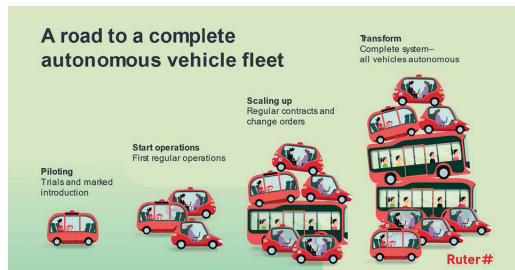 A road to a complete
autonomous vehicle fleet
Piloting
Trials and marked
introduction
Start operations
First regular operations
Scaling up
Regular contracts and
change orders
Transform
Complete system–
all vehicles autonomous
Ruter#